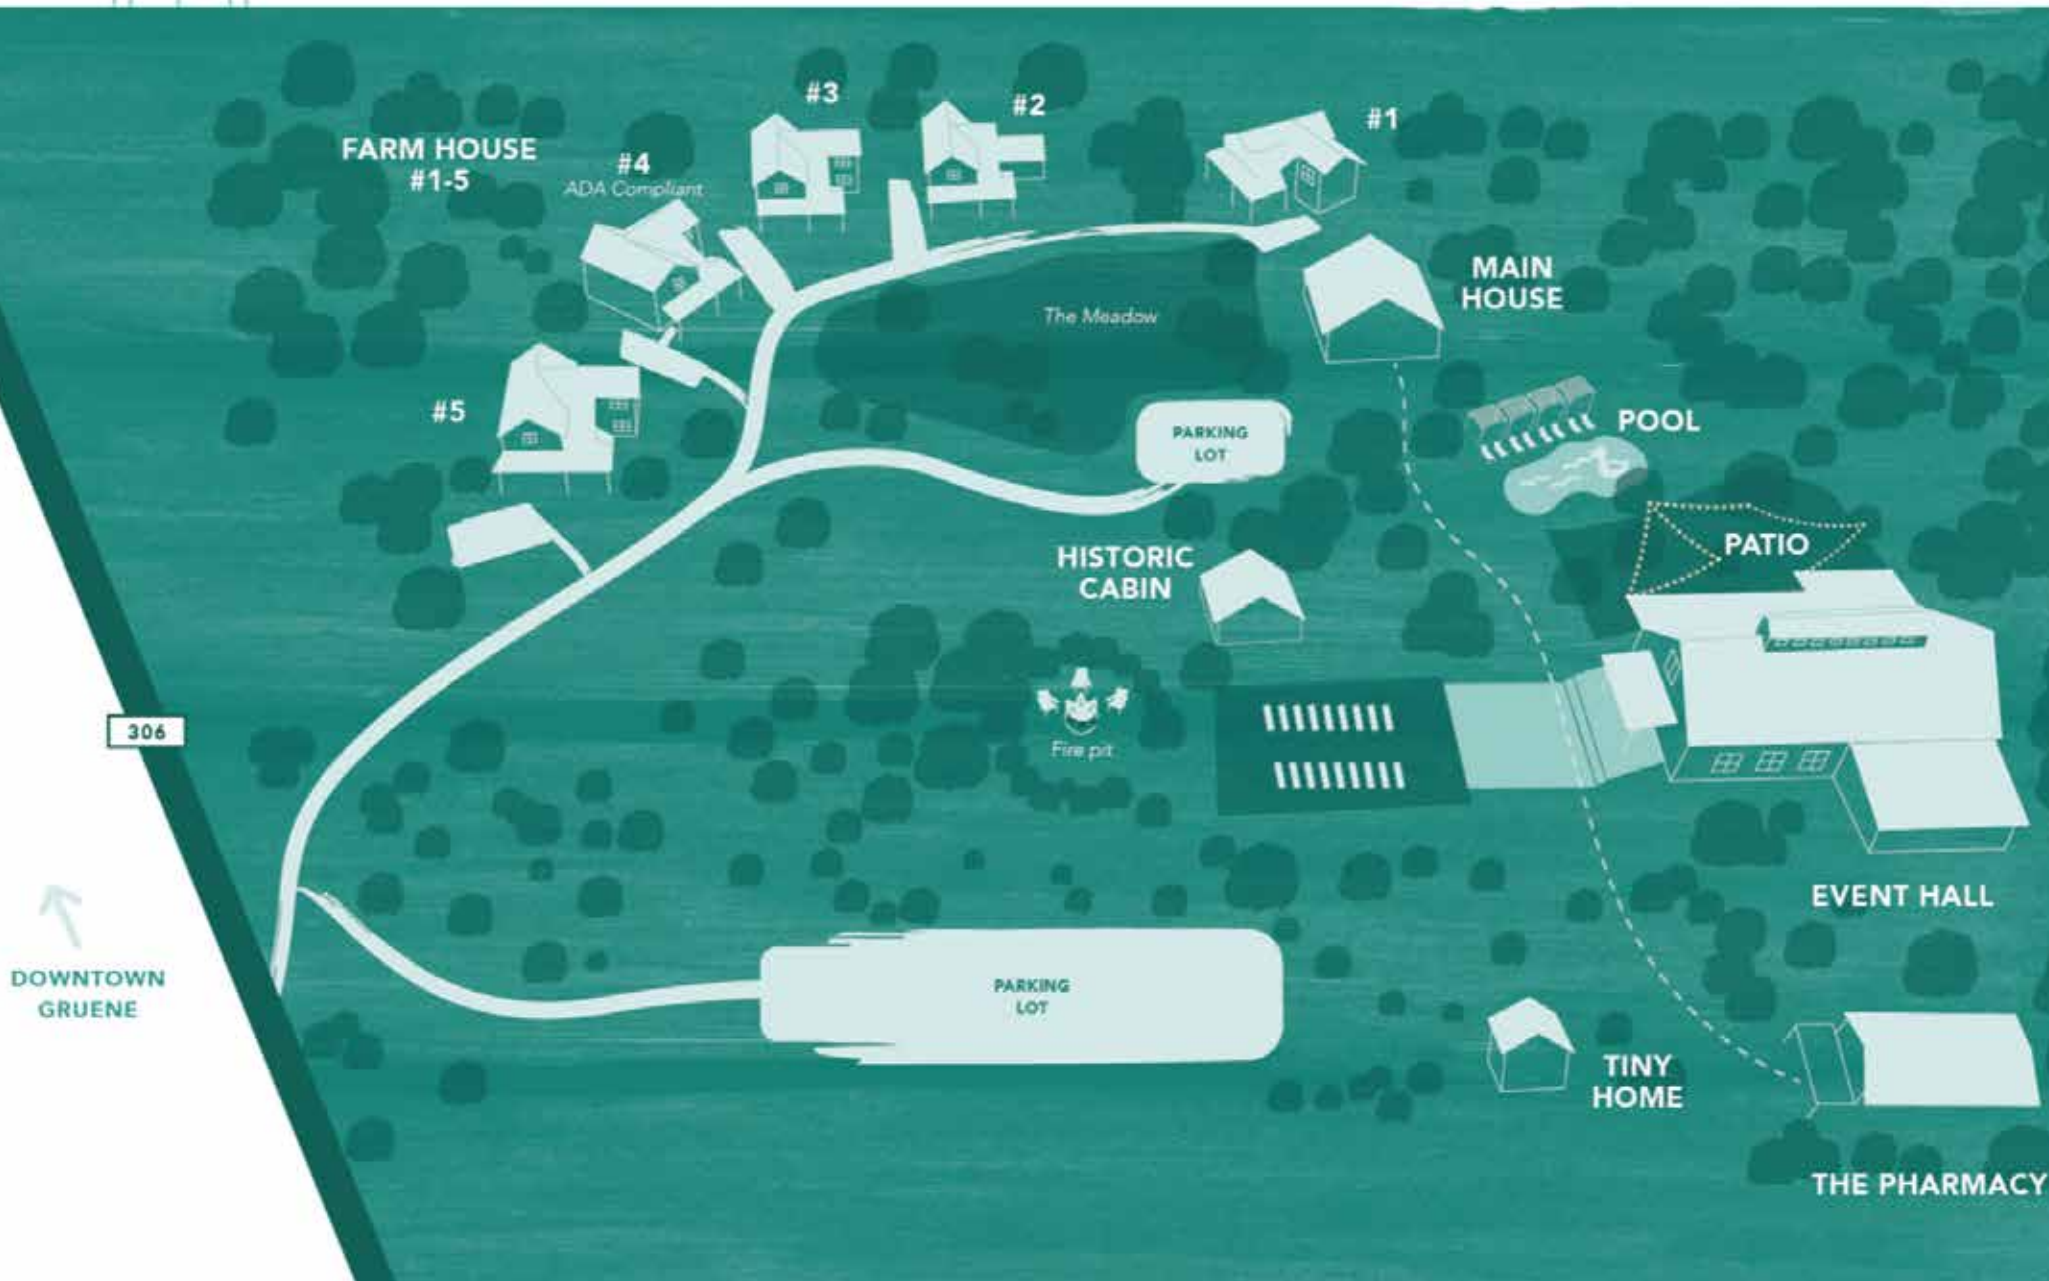 #3
#2
#1
FARM HOUSE
#1-5
#4
ADA Compliant
MAIN
HOUSE
The Meadow
#5
PARKING
LOT
POOL
PATIO
HISTORIC
CABIN
306
Fire pit
EVENT HALL
DOWNTOWN
GRUENE
PARKING
LOT
TINY
HOME
THE PHARMACY